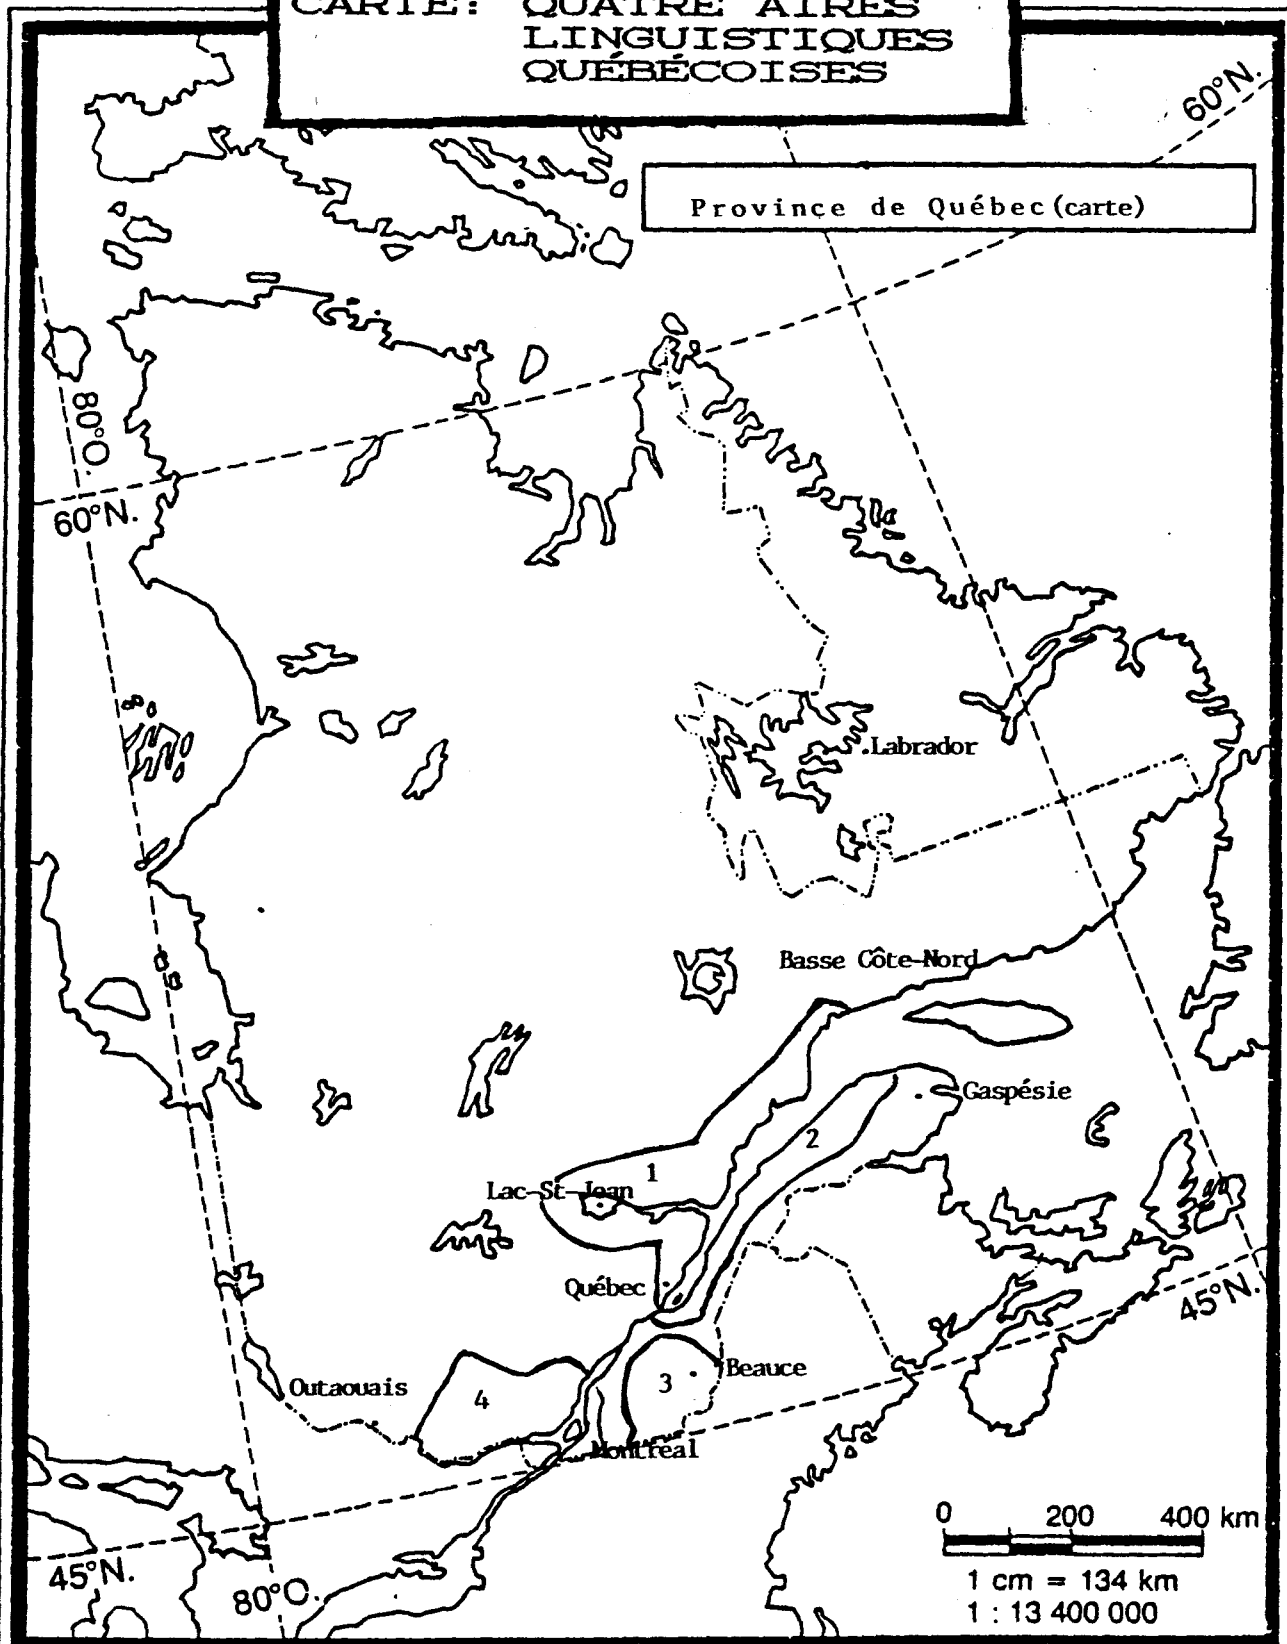 CARTE: QUATRE AIRES
LINGUISTIQUES
QUÉBÉCOISES
60°N.
Province de Québec (carte)
80°O.
60°N.
Labrador
Basse Côte-Nord
Gaspésie
2
1
Lac-St-Jean
Québec
45°N.
Beauce
3
Outaouais
4
Montréal
0 200 400 km
45°N.
80°O.
1 cm = 134 km
1 : 13 400 000